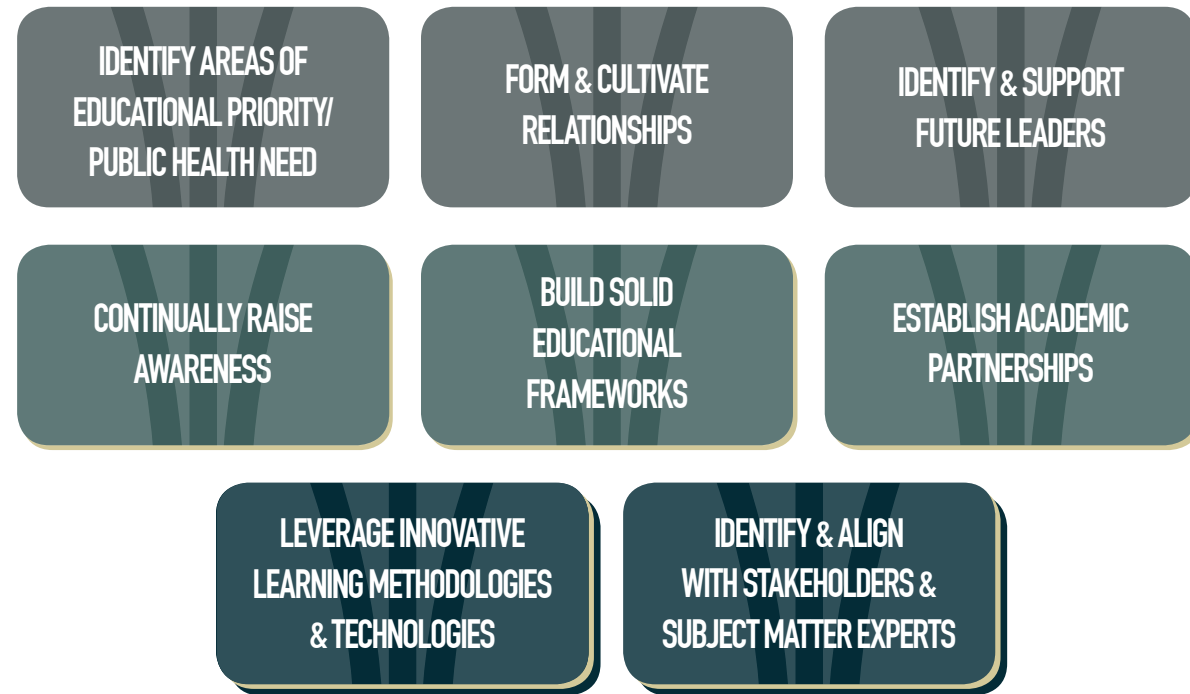 IDENTIFY AREAS OF
EDUCATIONAL PRIORITY/
PUBLIC HEALTH NEED
FORM & CULTIVATE
RELATIONSHIPS
IDENTIFY & SUPPORT
FUTURE LEADERS
CONTINUALLY RAISE
AWARENESS
BUILD SOLID
EDUCATIONAL
FRAMEWORKS
ESTABLISH ACADEMIC
PARTNERSHIPS
LEVERAGE INNOVATIVE
LEARNING METHODOLOGIES
& TECHNOLOGIES
IDENTIFY & ALIGN
WITH STAKEHOLDERS &
SUBJECT MATTER EXPERTS